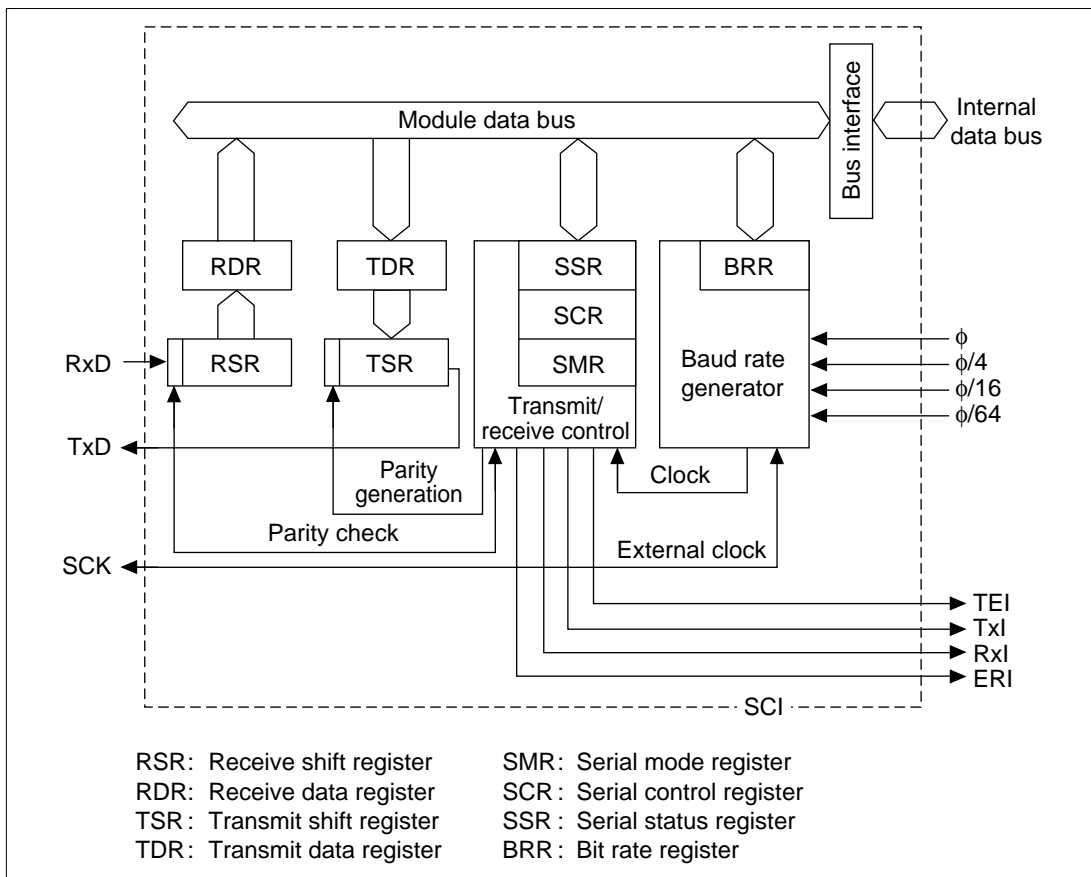 Module data bus
Bus interface
Internal
data bus
RDR
TDR
SSR
BRR
SCR
RSR
TSR
SMR
Baud rate
generator
Transmit/
receive control
RxD
TxD
SCK
ϕ
ϕ/4
ϕ/16
ϕ/64
Parity
generation
Clock
Parity check
External clock
TEI
TxI
RxI
ERI
SCI
RSR: Receive shift register
RDR: Receive data register
TSR: Transmit shift register
TDR: Transmit data register
SMR: Serial mode register
SCR: Serial control register
SSR: Serial status register
BRR: Bit rate register